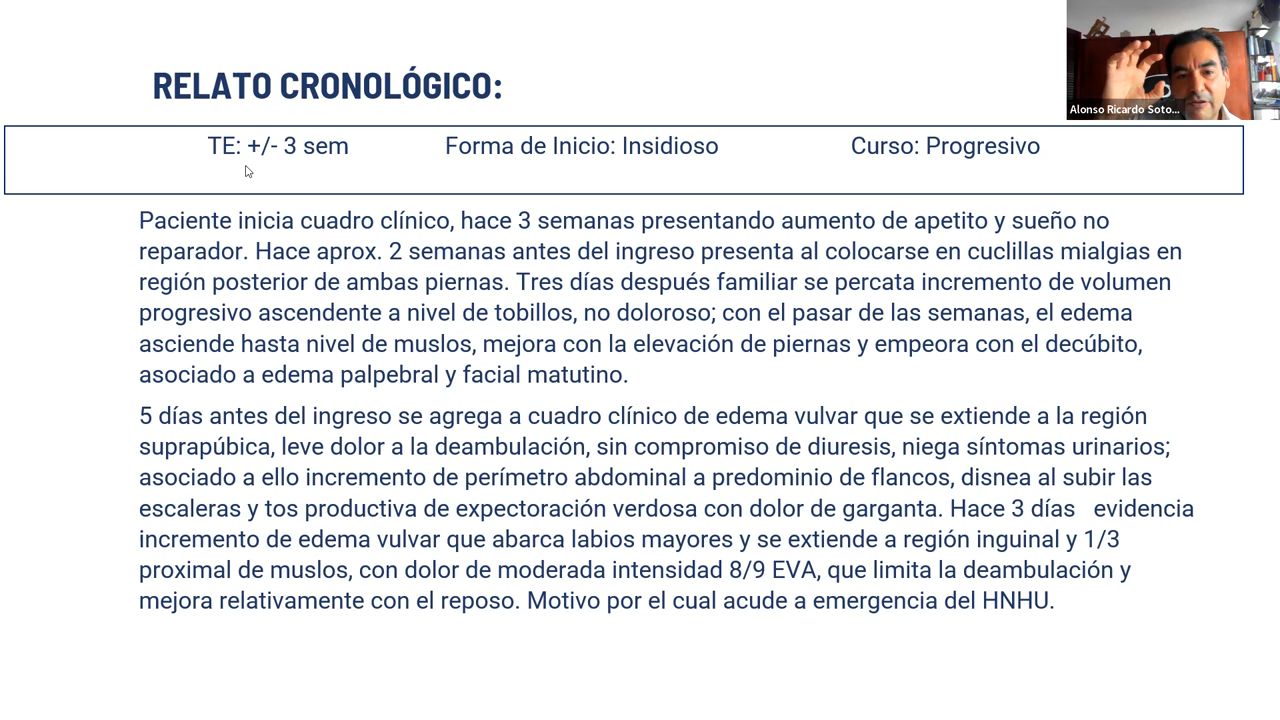 RELATO CRONOLÓGICO:
Alonso Ricardo Soto...
TE: +/- 3 sem Forma de Inicio: Insidioso Curso: Progresivo
Paciente inicia cuadro clínico, hace 3 semanas presentando aumento de apetito y sueño no
reparador. Hace aprox. 2 semanas antes del ingreso presenta al colocarse en cuclillas mialgias en
región posterior de ambas piernas. Tres días después familiar se percata incremento de volumen
progresivo ascendente a nivel de tobillos, no doloroso; con el pasar de las semanas, el edema
asciende hasta nivel de muslos, mejora con la elevación de piernas y empeora con el decúbito,
asociado a edema palpebral y facial matutino.
5 días antes del ingreso se agrega a cuadro clínico de edema vulvar que se extiende a la región
suprapúbica, leve dolor a la deambulación, sin compromiso de diuresis, niega síntomas urinarios;
asociado a ello incremento de perímetro abdominal a predominio de flancos, disnea al subir las
escaleras y tos productiva de expectoración verdosa con dolor de garganta. Hace 3 días evidencia
incremento de edema vulvar que abarca labios mayores y se extiende a región inguinal y 1/3
proximal de muslos, con dolor de moderada intensidad 8/9 EVA, que limita la deambulación y
mejora relativamente con el reposo. Motivo por el cual acude a emergencia del HNHU.